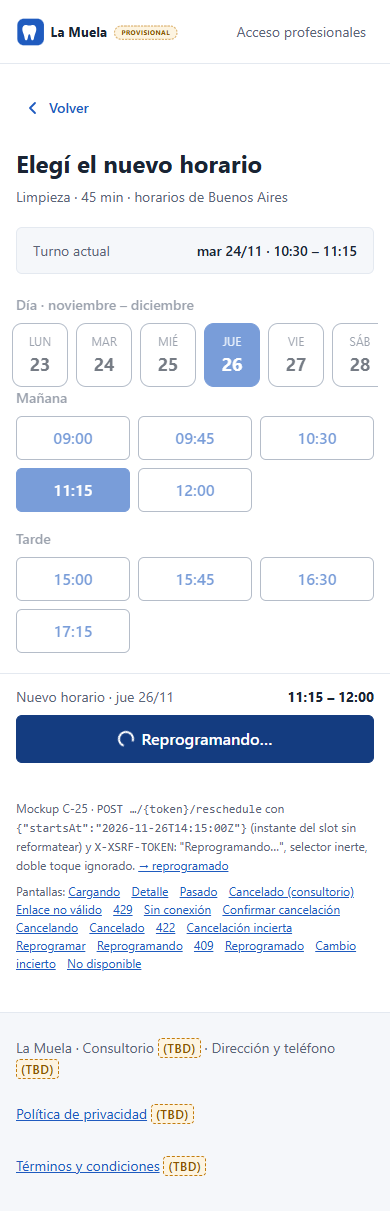 La Muela PROVISIONAL Acceso profesionales
Volver
Elegí el nuevo horario
Limpieza · 45 min · horarios de Buenos Aires
Turno actual mar 24/11 · 10:30 – 11:15
Día · noviembre – diciembre
LUN MAR MIÉ JUE VIE SÁB
23 24 25 26 27 28
Mañana
09:00 09:45 10:30
11:15 12:00
Tarde
15:00 15:45 16:30
17:15
Nuevo horario · jue 26/11 11:15 – 12:00
Reprogramando…
Mockup C-25 · POST …/{token}/reschedule con
{"startsAt":"2026-11-26T14:15:00Z"} (instante del slot sin
reformatear) y X-XSRF-TOKEN: "Reprogramando…", selector inerte,
doble toque ignorado. → reprogramado
Pantallas: Cargando Detalle Pasado Cancelado (consultorio)
Enlace no válido 429 Sin conexión Confirmar cancelación
Cancelando Cancelado 422 Cancelación incierta
Reprogramar Reprogramando 409 Reprogramado Cambio
incierto No disponible
La Muela · Consultorio (TBD) · Dirección y teléfono
(TBD)
Política de privacidad (TBD)
Términos y condiciones (TBD)